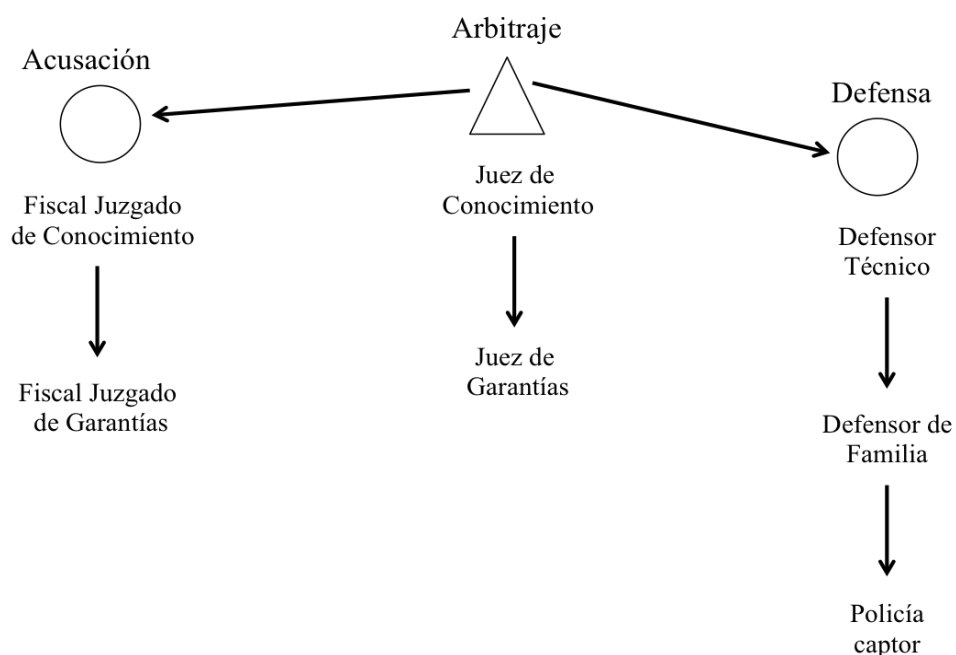 Arbitraje
Acusación
Defensa
Fiscal Juzgado
de Conocimiento
Juez de
Conocimiento
Defensor
Técnico
Fiscal Juzgado
de Garantías
Juez de
Garantías
Defensor de
Familia
Policía
captor